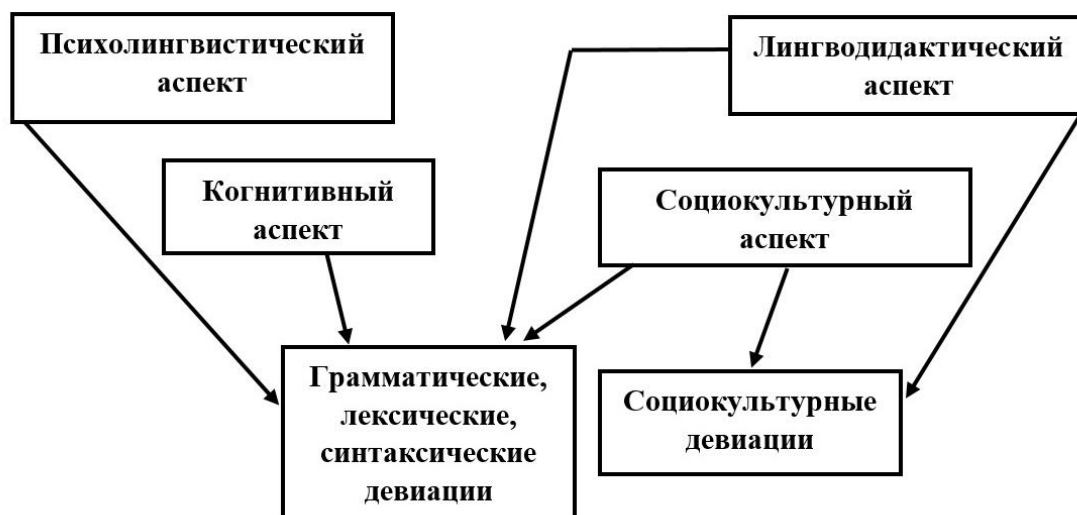 Психолингвистический
аспект
Лингводидактический
аспект
Когнитивный
аспект
Социокультурный
аспект
Грамматические,
лексические,
синтаксические
девиации
Социокультурные
девиации